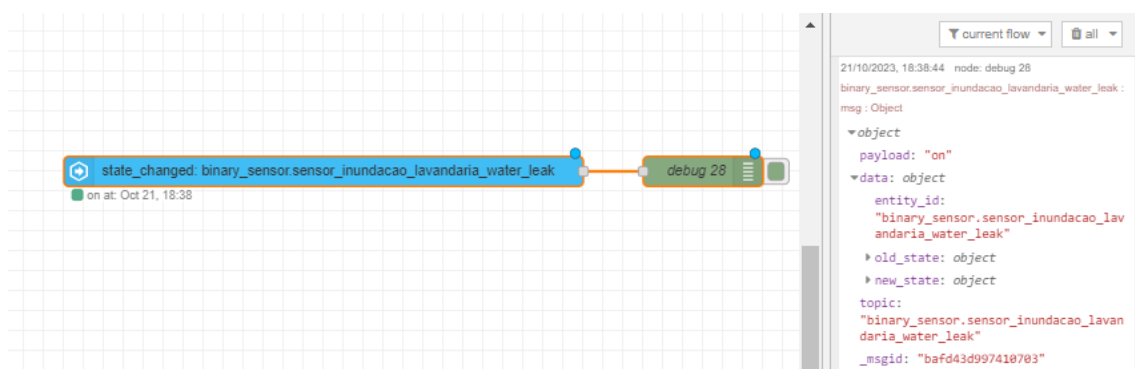 current flow
all
21/10/2023, 18:38:44 node: debug 28
binary_sensor.sensor_inundacao_lavandaria_water_leak :
msg : Object
object
payload: "on"
data: object
entity_id:
"binary_sensor.sensor_inundacao_lav
andaria_water_leak"
old_state: object
new_state: object
topic:
"binary_sensor.sensor_inundacao_lavan
daria_water_leak"
_msgid: "bafd43d997410703"
state_changed: binary_sensor.sensor_inundacao_lavandaria_water_leak
on at: Oct 21, 18:38
debug 28